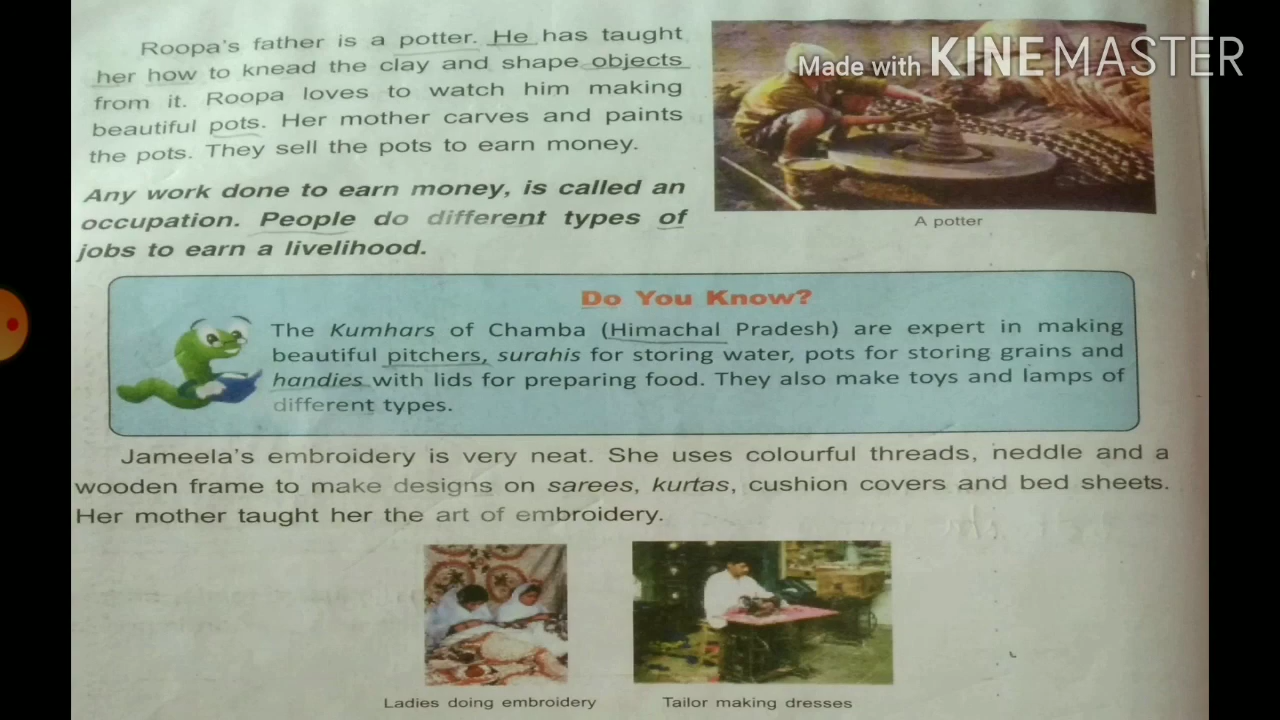 Roopa's father is a potter. He has taught
her how to knead the clay and shape objects
from it. Roopa loves to watch him making
beautiful pots. Her mother carves and paints
the pots. They sell the pots to earn money.
Any work done to earn money, is called an
occupation. People do different types of
jobs to earn a livelihood.
Made with KINEMASTER
A potter
Do You Know?
The Kumhars of Chamba (Himachal Pradesh) are expert in making
beautiful pitchers, surahis for storing water, pots for storing grains and
handies with lids for preparing food. They also make toys and lamps of
different types.
Jameela's embroidery is very neat. She uses colourful threads, neddle and a
wooden frame to make designs on sarees, kurtas, cushion covers and bed sheets.
Her mother taught her the art of embroidery.
Ladies doing embroidery
Tailor making dresses